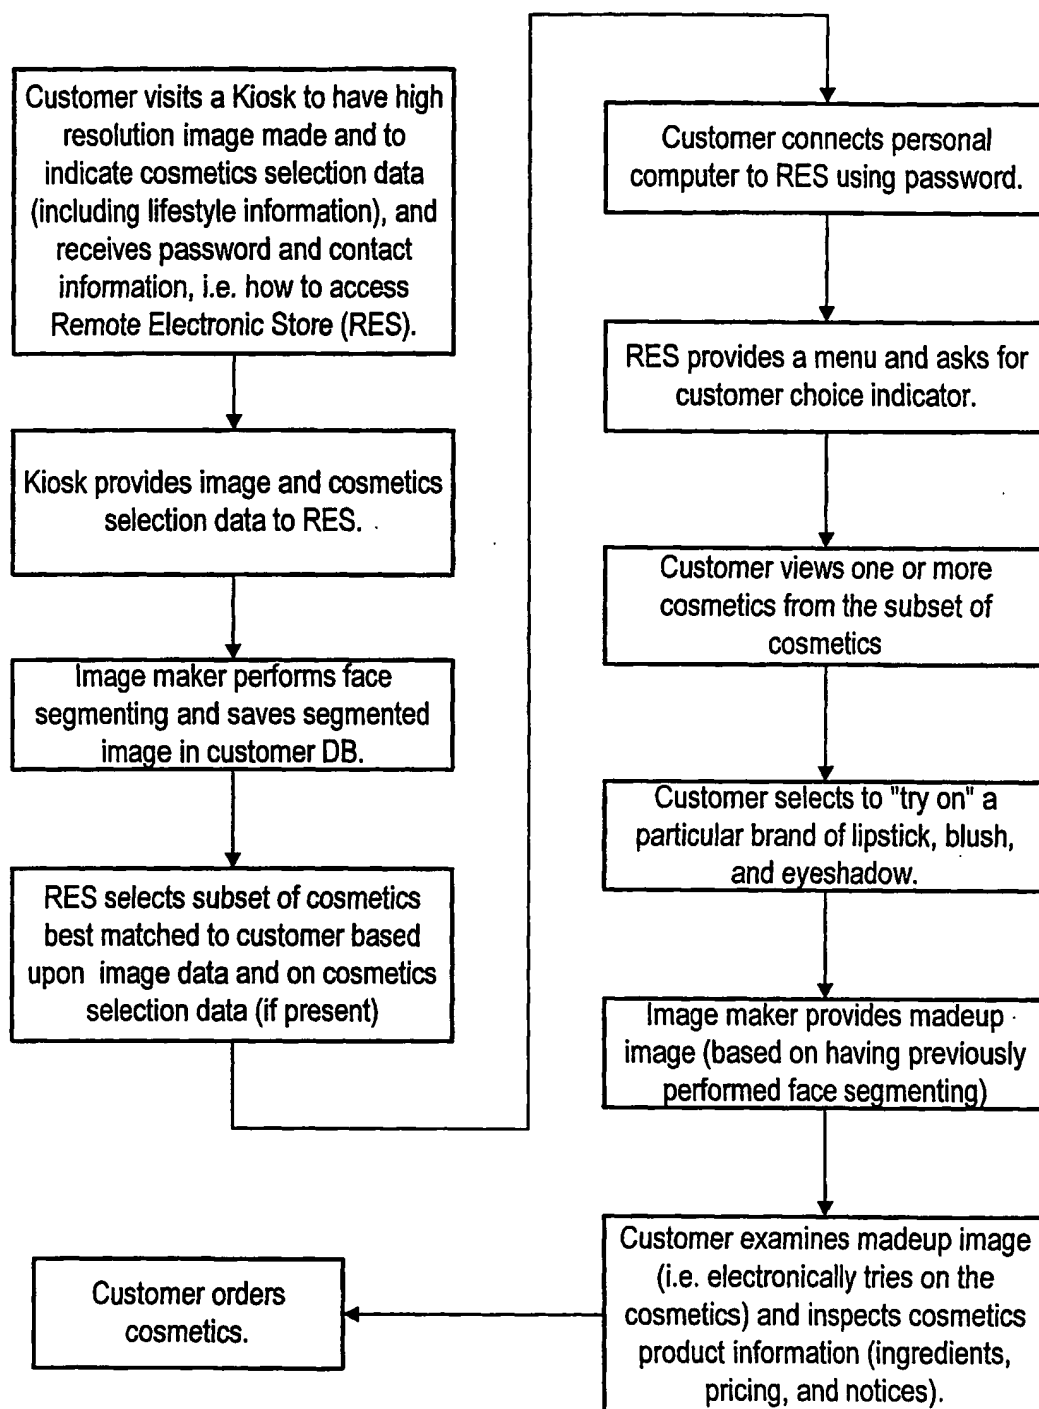 Customer visits a Kiosk to have high
resolution image made and to
indicate cosmetics selection data
(including lifestyle information), and
receives password and contact
information, i.e. how to access
Remote Electronic Store (RES).
Kiosk provides image and cosmetics
selection data to RES.
Image maker performs face
segmenting and saves segmented
image in customer DB.
RES selects subset of cosmetics
best matched to customer based
upon image data and on cosmetics
selection data (if present)
Customer connects personal
computer to RES using password.
RES provides a menu and asks for
customer choice indicator.
Customer views one or more
cosmetics from the subset of
cosmetics
Customer selects to "try on" a
particular brand of lipstick, blush,
and eyeshadow.
Image maker provides madeup
image (based on having previously
performed face segmenting)
Customer examines madeup image
(i.e. electronically tries on the
cosmetics) and inspects cosmetics
product information (ingredients,
pricing, and notices).
Customer orders
cosmetics.